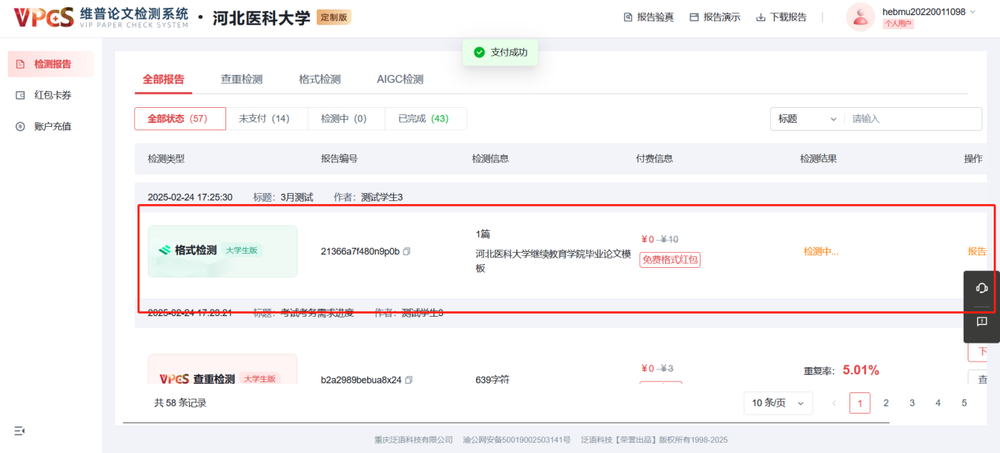 VPCS 维普论文检测系统 VIP PAPER CHECK SYSTEM · 河北医科大学 定制版 报告验真 报告演示 下载报告 hebmu20220011098
个人用户
支付成功
检测报告
红包卡券
账户充值
全部报告 查重检测 格式检测 AIGC检测
全部状态 (57) 未支付 (14) 检测中 (0) 已完成 (43) 标题 请输入
检测类型 报告编号 检测信息 付费信息 检测结果 操作
2025-02-24 17:25:30 标题: 3月测试 作者: 测试学生3
格式检测 大学生版 21366a7f480n9p0b
1篇
河北医科大学继续教育学院毕业论文模
板
¥0 ¥10
免费格式红包
检测中... 报告
2025-02-24 17:23:21 标题: 考试考务需求进度 作者: 测试学生3
VPCS 查重检测 大学生版 b2a2989bebua8x24 639字符
¥0 ¥3
重复率: 5.01%
下
查
共 58 条记录 10 条/页 1 2 3 4 5
重庆泛语科技有限公司 渝公网安备50019002503141号 泛语科技【荣誉出品】版权所有1998-2025